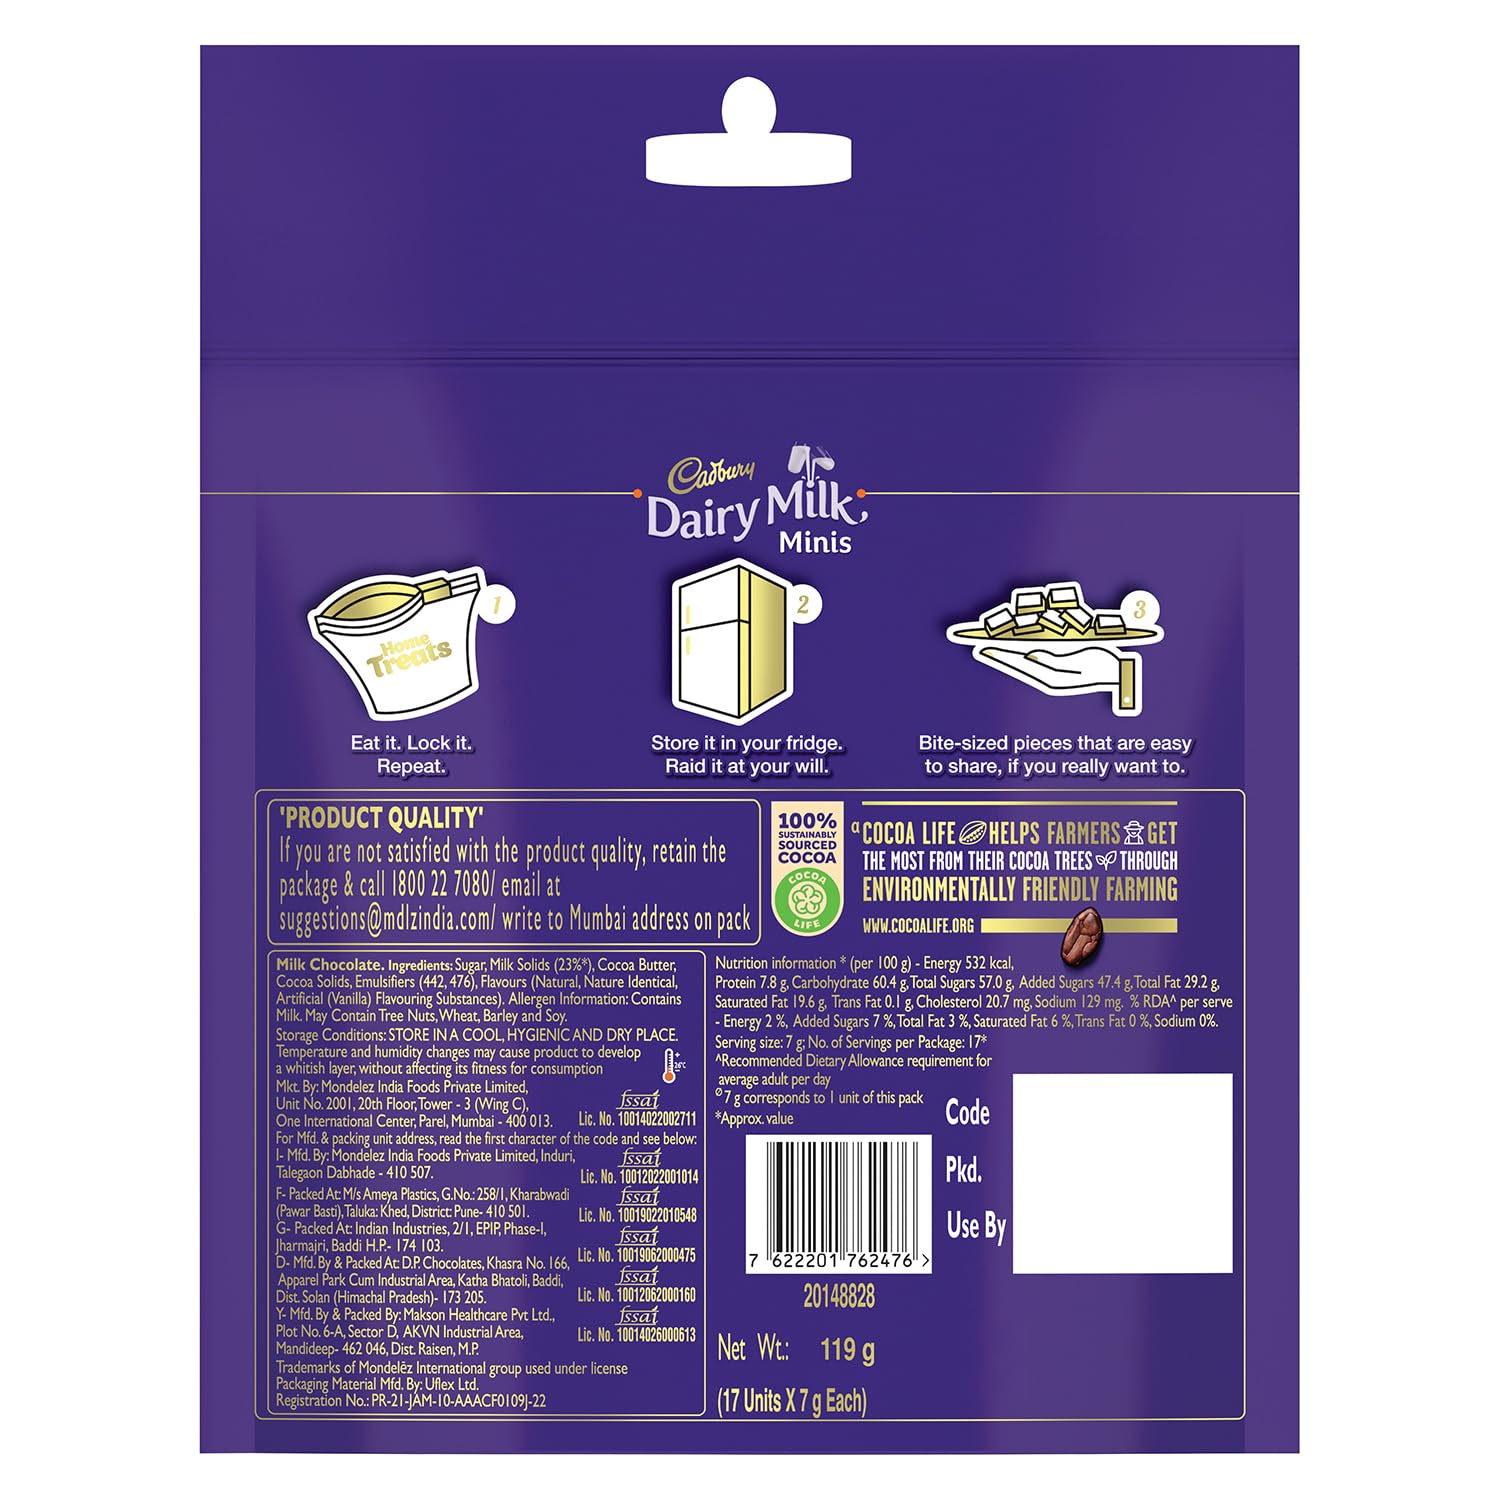 Cadbury
Dairy Milk
Minis
Home
Treats
1
2
3
Eat it. Lock it.
Repeat.
Store it in your fridge.
Raid it at your will.
Bite-sized pieces that are easy
to share, if you really want to.
'PRODUCT QUALITY'
If you are not satisfied with the product quality, retain the
package & call 1800 22 7080/ email at
suggestions@mdlzindia.com/ write to Mumbai address on pack
100%
SUSTAINABLY
SOURCED
COCOA
COCOA
LIFE
α COCOA LIFE HELPS FARMERS GET
THE MOST FROM THEIR COCOA TREES THROUGH
ENVIRONMENTALLY FRIENDLY FARMING
WWW.COCOALIFE.ORG
Milk Chocolate. Ingredients: Sugar, Milk Solids (23%*), Cocoa Butter,
Cocoa Solids, Emulsifiers (442, 476), Flavours (Natural, Nature Identical,
Artificial (Vanilla) Flavouring Substances). Allergen Information: Contains
Milk. May Contain Tree Nuts, Wheat, Barley and Soy.
Storage Conditions: STORE IN A COOL, HYGIENIC AND DRY PLACE.
Temperature and humidity changes may cause product to develop
a whitish layer, without affecting its fitness for consumption
Mkt. By: Mondelez India Foods Private Limited,
Unit No. 2001, 20th Floor, Tower - 3 (Wing C),
One International Center, Parel, Mumbai - 400 013.
fssai
Lic. No. 10014022002711
For Mfd. & packing unit address, read the first character of the code and see below:
I- Mfd. By: Mondelez India Foods Private Limited, Induri,
Talegaon Dabhade - 410 507.
fssai
Lic. No. 10012022001014
F- Packed At: M/s Ameya Plastics, G.No.: 258/1, Kharabwadi
(Pawar Basti), Taluka: Khed, District: Pune- 410 501.
fssai
Lic. No. 10019022010548
G- Packed At: Indian Industries, 2/1, EPIP, Phase-I,
Jharmajri, Baddi H.P.- 174 103.
fssai
Lic. No. 10019062000475
D- Mfd. By & Packed At: D.P. Chocolates, Khasra No. 166,
Apparel Park Cum Industrial Area, Katha Bhatoli, Baddi,
Dist. Solan (Himachal Pradesh)- 173 205.
fssai
Lic. No. 10012062000160
Y- Mfd. By & Packed By: Makson Healthcare Pvt Ltd.,
Plot No. 6-A, Sector D, AKVN Industrial Area,
Mandideep- 462 046, Dist. Raisen, M.P.
fssai
Lic. No. 10014026000613
Trademarks of Mondelēz International group used under license
Packaging Material Mfd. By: Uflex Ltd.
Registration No.: PR-21-JAM-10-AAACF0109J-22
Nutrition information * (per 100 g) - Energy 532 kcal,
Protein 7.8 g, Carbohydrate 60.4 g, Total Sugars 57.0 g, Added Sugars 47.4 g, Total Fat 29.2 g,
Saturated Fat 19.6 g, Trans Fat 0.1 g, Cholesterol 20.7 mg, Sodium 129 mg. % RDA^ per serve
- Energy 2 %, Added Sugars 7 %, Total Fat 3 %, Saturated Fat 6 %, Trans Fat 0 %, Sodium 0%.
Serving size: 7 g; No. of Servings per Package: 17*
^Recommended Dietary Allowance requirement for
average adult per day
ø7 g corresponds to 1 unit of this pack
*Approx. value
Code
Pkd.
Use By
7 622201 762476 >
20148828
Net Wt.: 119 g
(17 Units X 7 g Each)